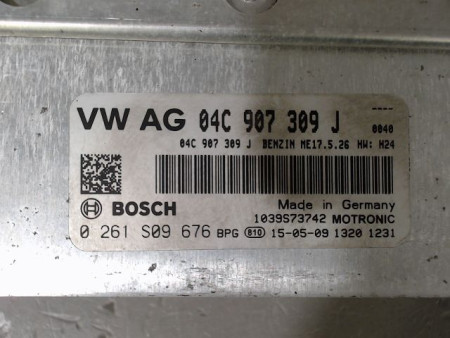 ----
VW AG 04C 907 309 J 0040
04C 907 309 J BENZIN ME17.5.26 HW: H24
BOSCH
Made in Germany
1039S73742 MOTRONIC
0 261 S09 676 BPG 810 15-05-09 1320 1231